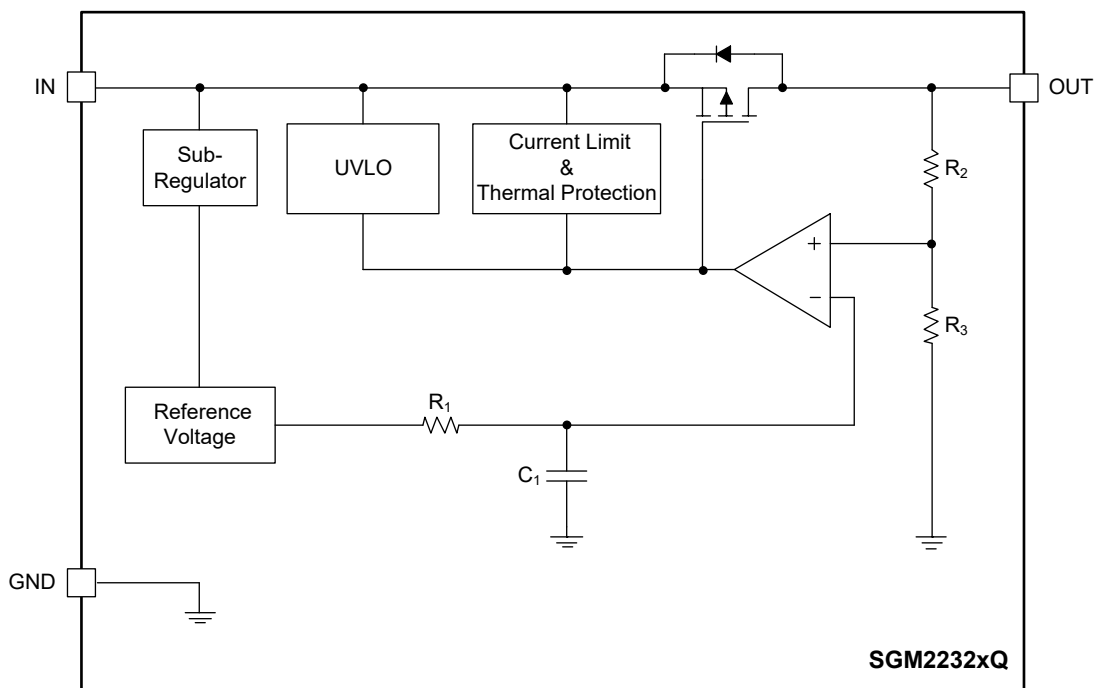 IN
OUT
Sub-
Regulator
UVLO
Current Limit
&
Thermal Protection
R₂
+
−
R₃
Reference
Voltage
R₁
C₁
GND
SGM2232xQ